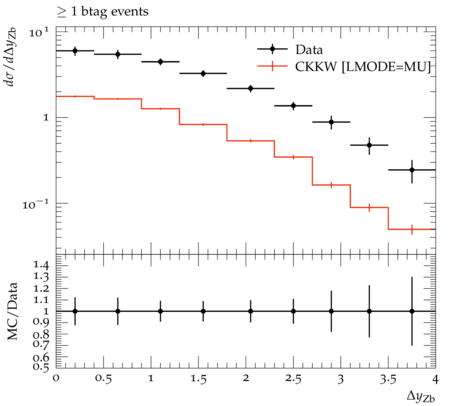 ≥ 1 btag events
dσ/dΔy_Zb
10^1
1
10^−1
Data
CKKW [LMODE=MU]
MC/Data
1.4
1.3
1.2
1.1
1
0.9
0.8
0.7
0.6
0.5
0 0.5 1 1.5 2 2.5 3 3.5 4
Δy_Zb